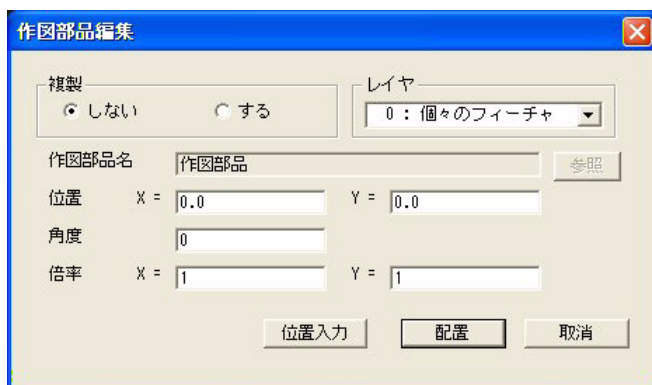 作図部品編集
複製
しない する
レイヤ
0 : 個々のフィーチャ
作図部品名 作図部品 参照
位置 X = 0.0 Y = 0.0
角度 0
倍率 X = 1 Y = 1
位置入力 配置 取消